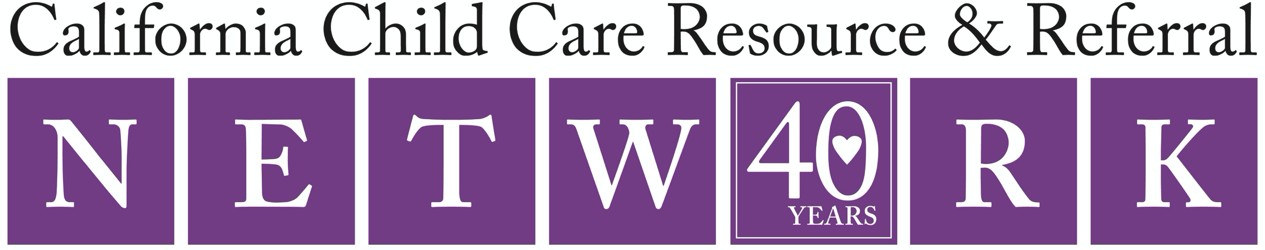 California Child Care Resource & Referral
N E T W 40 R K
YEARS